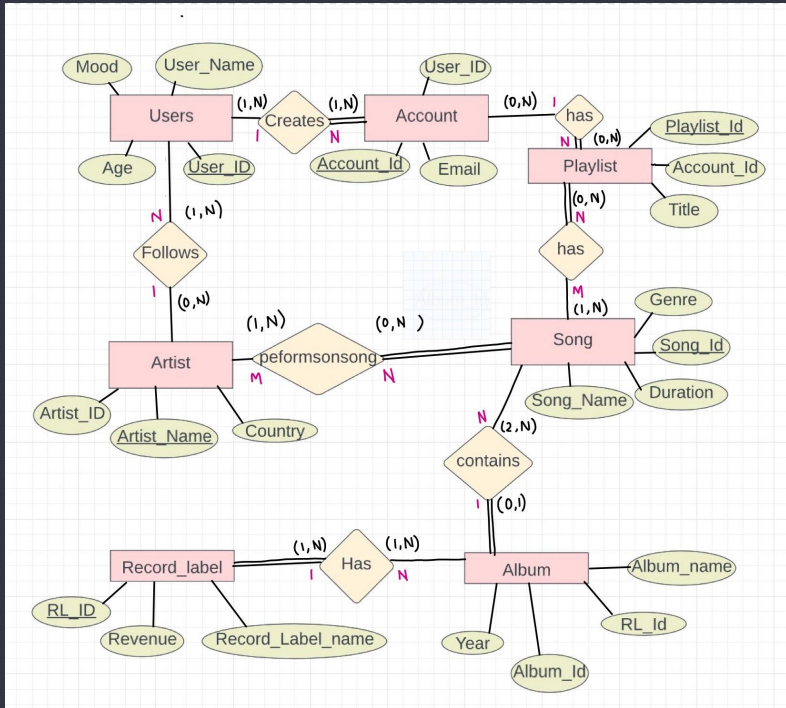 Mood
User_Name
User_ID
Users
(1,N)
1
Creates
(1,N)
N
Account
(0,N)
1
has
N
(0,N)
Playlist_Id
Age
User_ID
Account_Id
Email
Playlist
Account_Id
Title
(0,N)
N
N
(1,N)
Follows
1
(0,N)
has
M
(1,N)
Genre
Artist
(1,N)
M
peformsonsong
(0,N )
N
Song
Song_Id
Duration
Song_Name
Artist_ID
Artist_Name
Country
N
(2,N)
contains
1
(0,1)
Record_label
(1,N)
1
Has
(1,N)
N
Album
Album_name
RL_ID
Revenue
Record_Label_name
Year
Album_Id
RL_Id